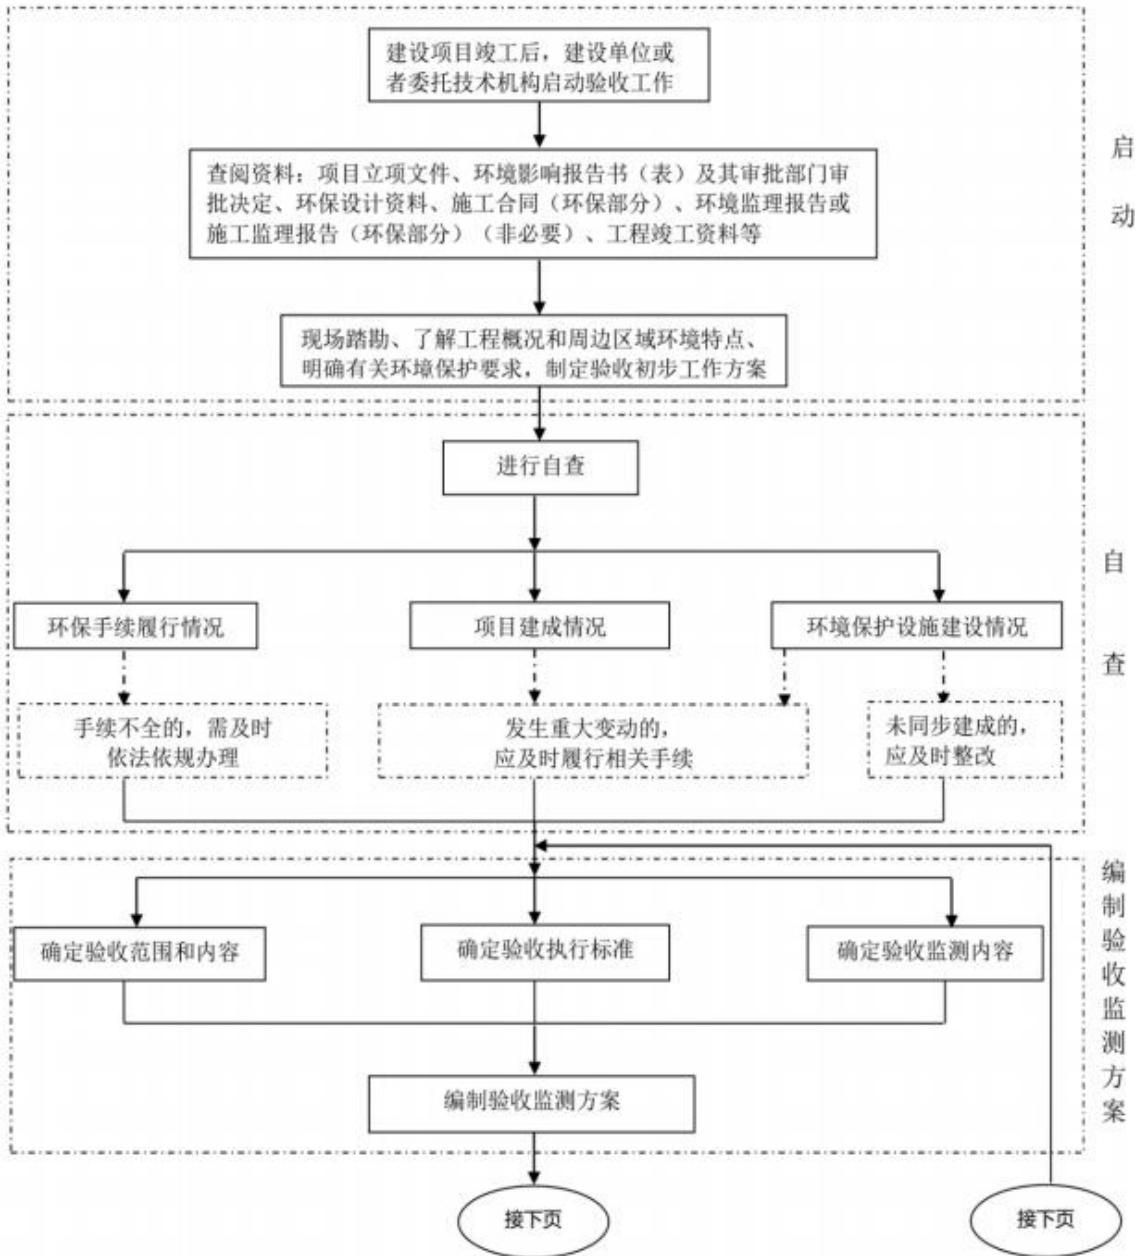 建设项目竣工后，建设单位或
者委托技术机构启动验收工作
查阅资料：项目立项文件、环境影响报告书（表）及其审批部门审
批决定、环保设计资料、施工合同（环保部分）、环境监理报告或
施工监理报告（环保部分）（非必要）、工程竣工资料等
现场踏勘、了解工程概况和周边区域环境特点、
明确有关环境保护要求，制定验收初步工作方案
启
动
进行自查
环保手续履行情况
项目建成情况
环境保护设施建设情况
手续不全的，需及时
依法依规办理
发生重大变动的，
应及时履行相关手续
未同步建成的，
应及时整改
自
查
确定验收范围和内容
确定验收执行标准
确定验收监测内容
编制验收监测方案
编
制
验
收
监
测
方
案
接下页
接下页